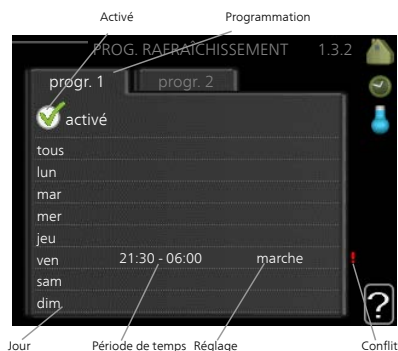 Activé Programmation
PROG. RAFRAÎCHISSEMENT 1.3.2
progr. 1 progr. 2
activé
tous
lun
mar
mer
jeu
ven 21:30 - 06:00 marche !
sam
dim ?
Jour Période de temps Réglage Conflit